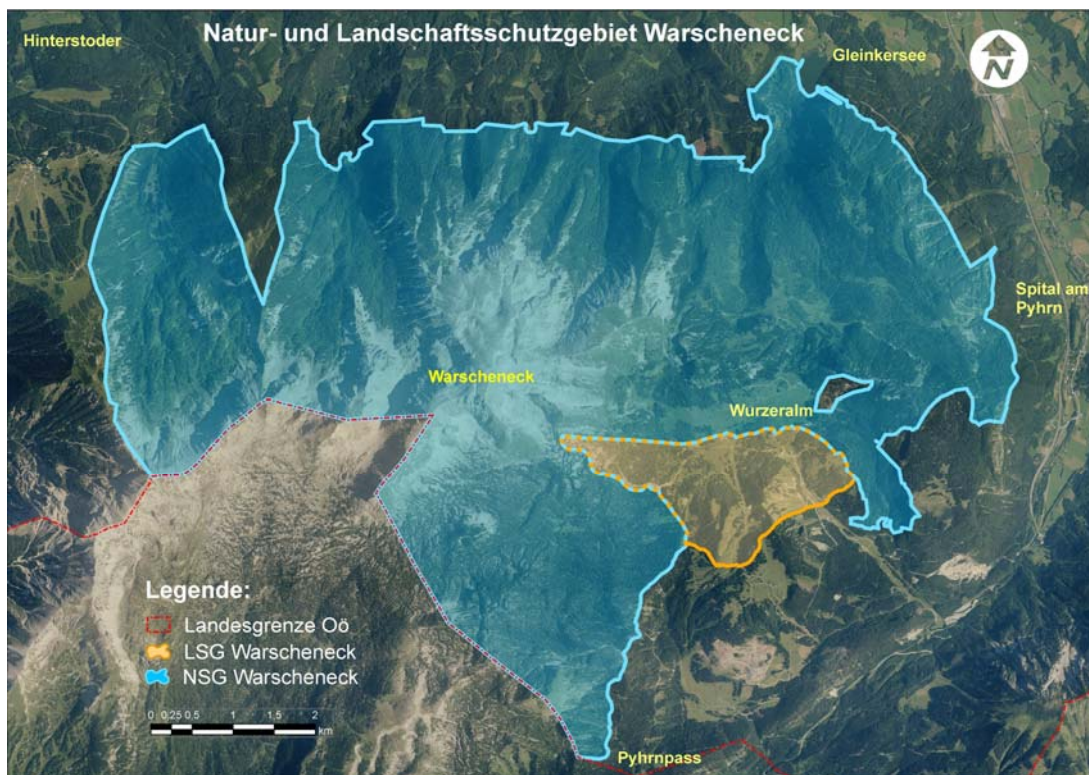 Natur- und Landschaftsschutzgebiet Warscheneck
Hinterstoder
Gleinkersee
N
Spital am
Pyhrn
Warscheneck
Wurzeralm
Legende:
Landesgrenze Oö
LSG Warscheneck
NSG Warscheneck
0 0,25 0,5 1 1,5 2
km
Pyhrnpass